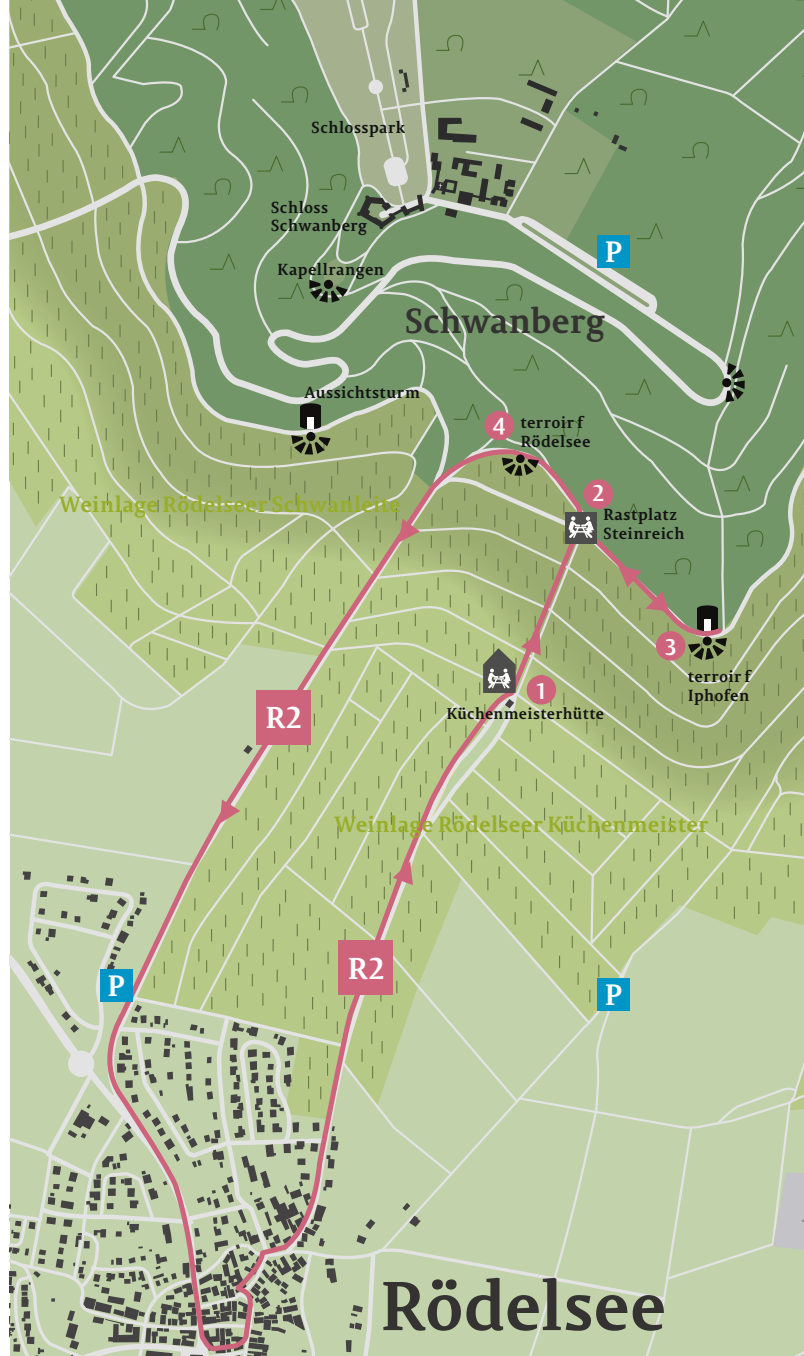 Schlosspark
Schloss
Schwanberg
P
Kapellrangen
Schwanberg
Aussichtsturm
4
terroir f
Rödelsee
2
Rastplatz
Steinreich
Weinlage Rödelseer Schwanleite
3
terroir f
Iphofen
1
Küchenmeisterhütte
R2
Weinlage Rödelseer Küchenmeister
R2
P
P
Rödelsee